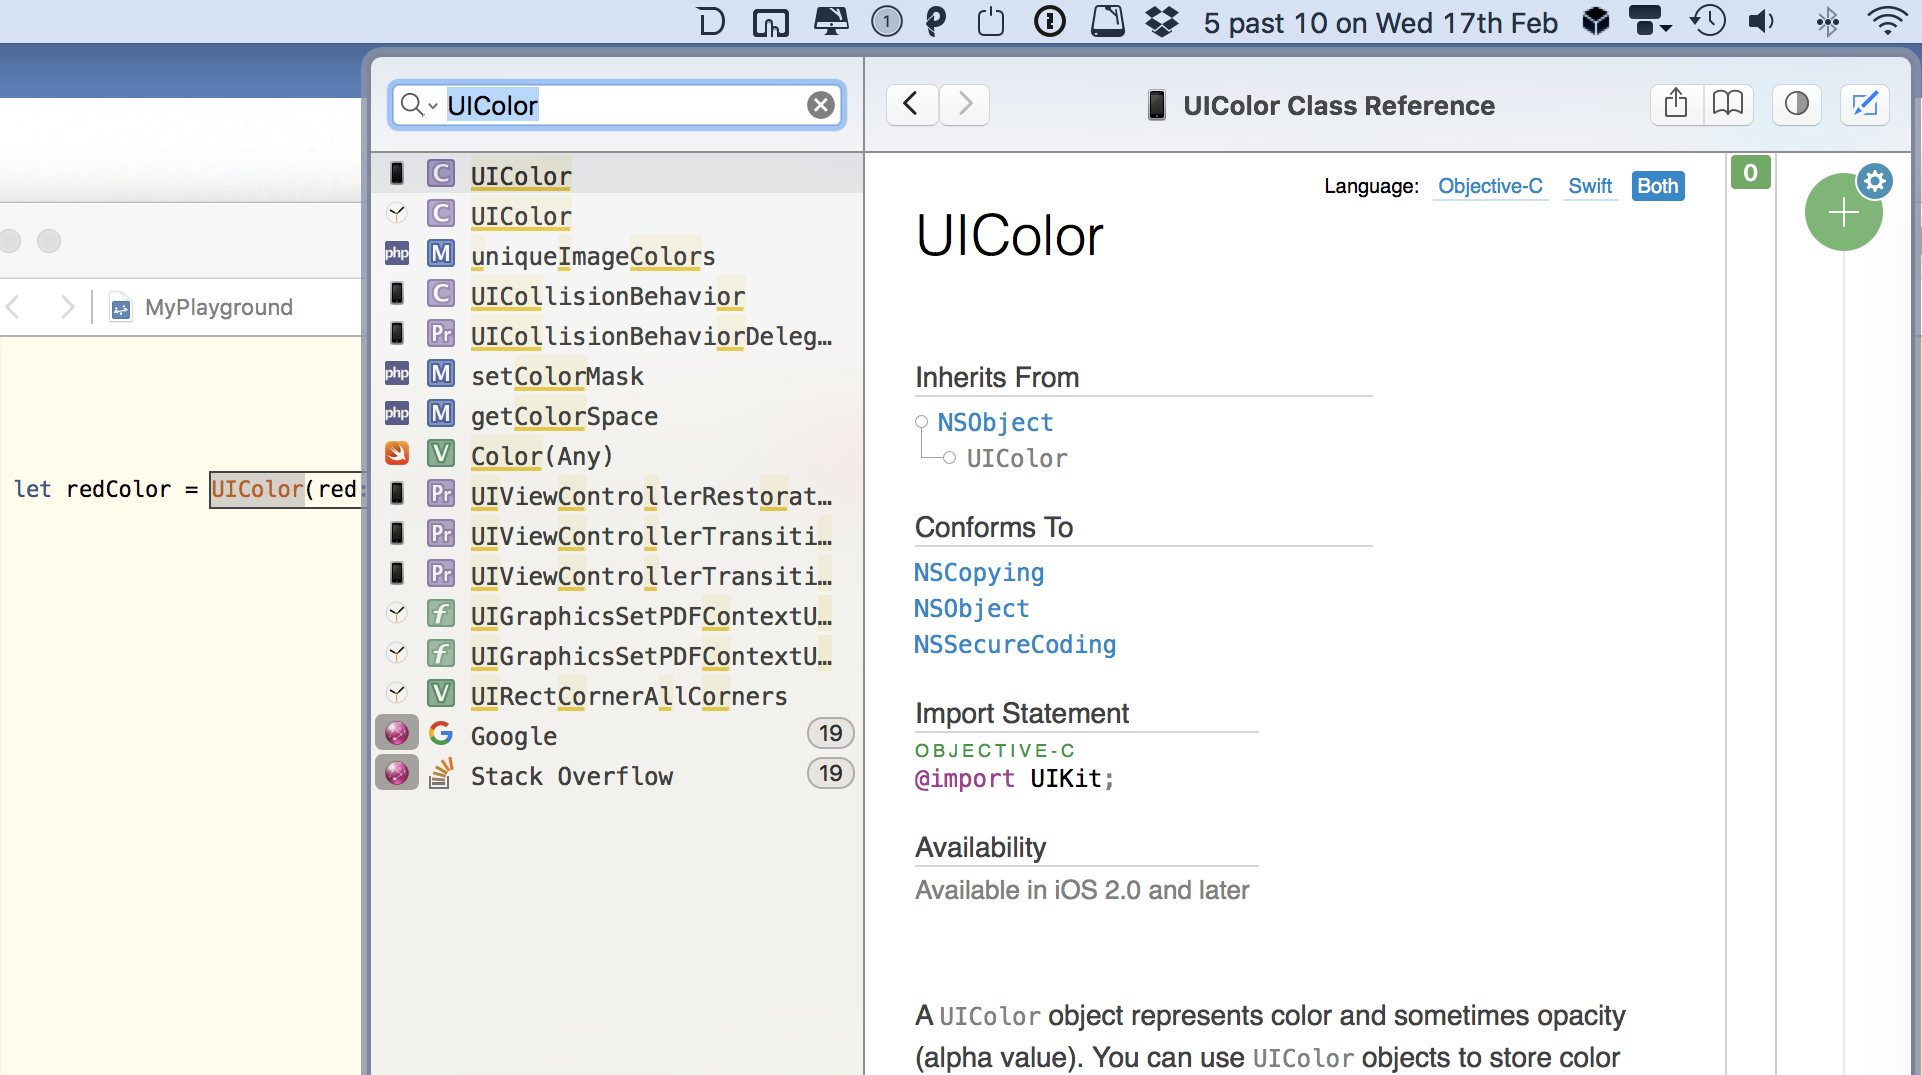 1
5 past 10 on Wed 17th Feb
UIColor
UIColor Class Reference
MyPlayground
let redColor = UIColor(red:
C UIColor
C UIColor
php M uniqueImageColors
C UICollisionBehavior
Pr UICollisionBehaviorDeleg…
php M setColorMask
php M getColorSpace
V Color(Any)
Pr UIViewControllerRestorat…
Pr UIViewControllerTransiti…
Pr UIViewControllerTransiti…
f UIGraphicsSetPDFContextU…
f UIGraphicsSetPDFContextU…
V UIRectCornerAllCorners
G Google 19
Stack Overflow 19
Language: Objective-C Swift Both
0
UIColor
Inherits From
NSObject
UIColor
Conforms To
NSCopying
NSObject
NSSecureCoding
Import Statement
OBJECTIVE-C
@import UIKit;
Availability
Available in iOS 2.0 and later
A UIColor object represents color and sometimes opacity
(alpha value). You can use UIColor objects to store color